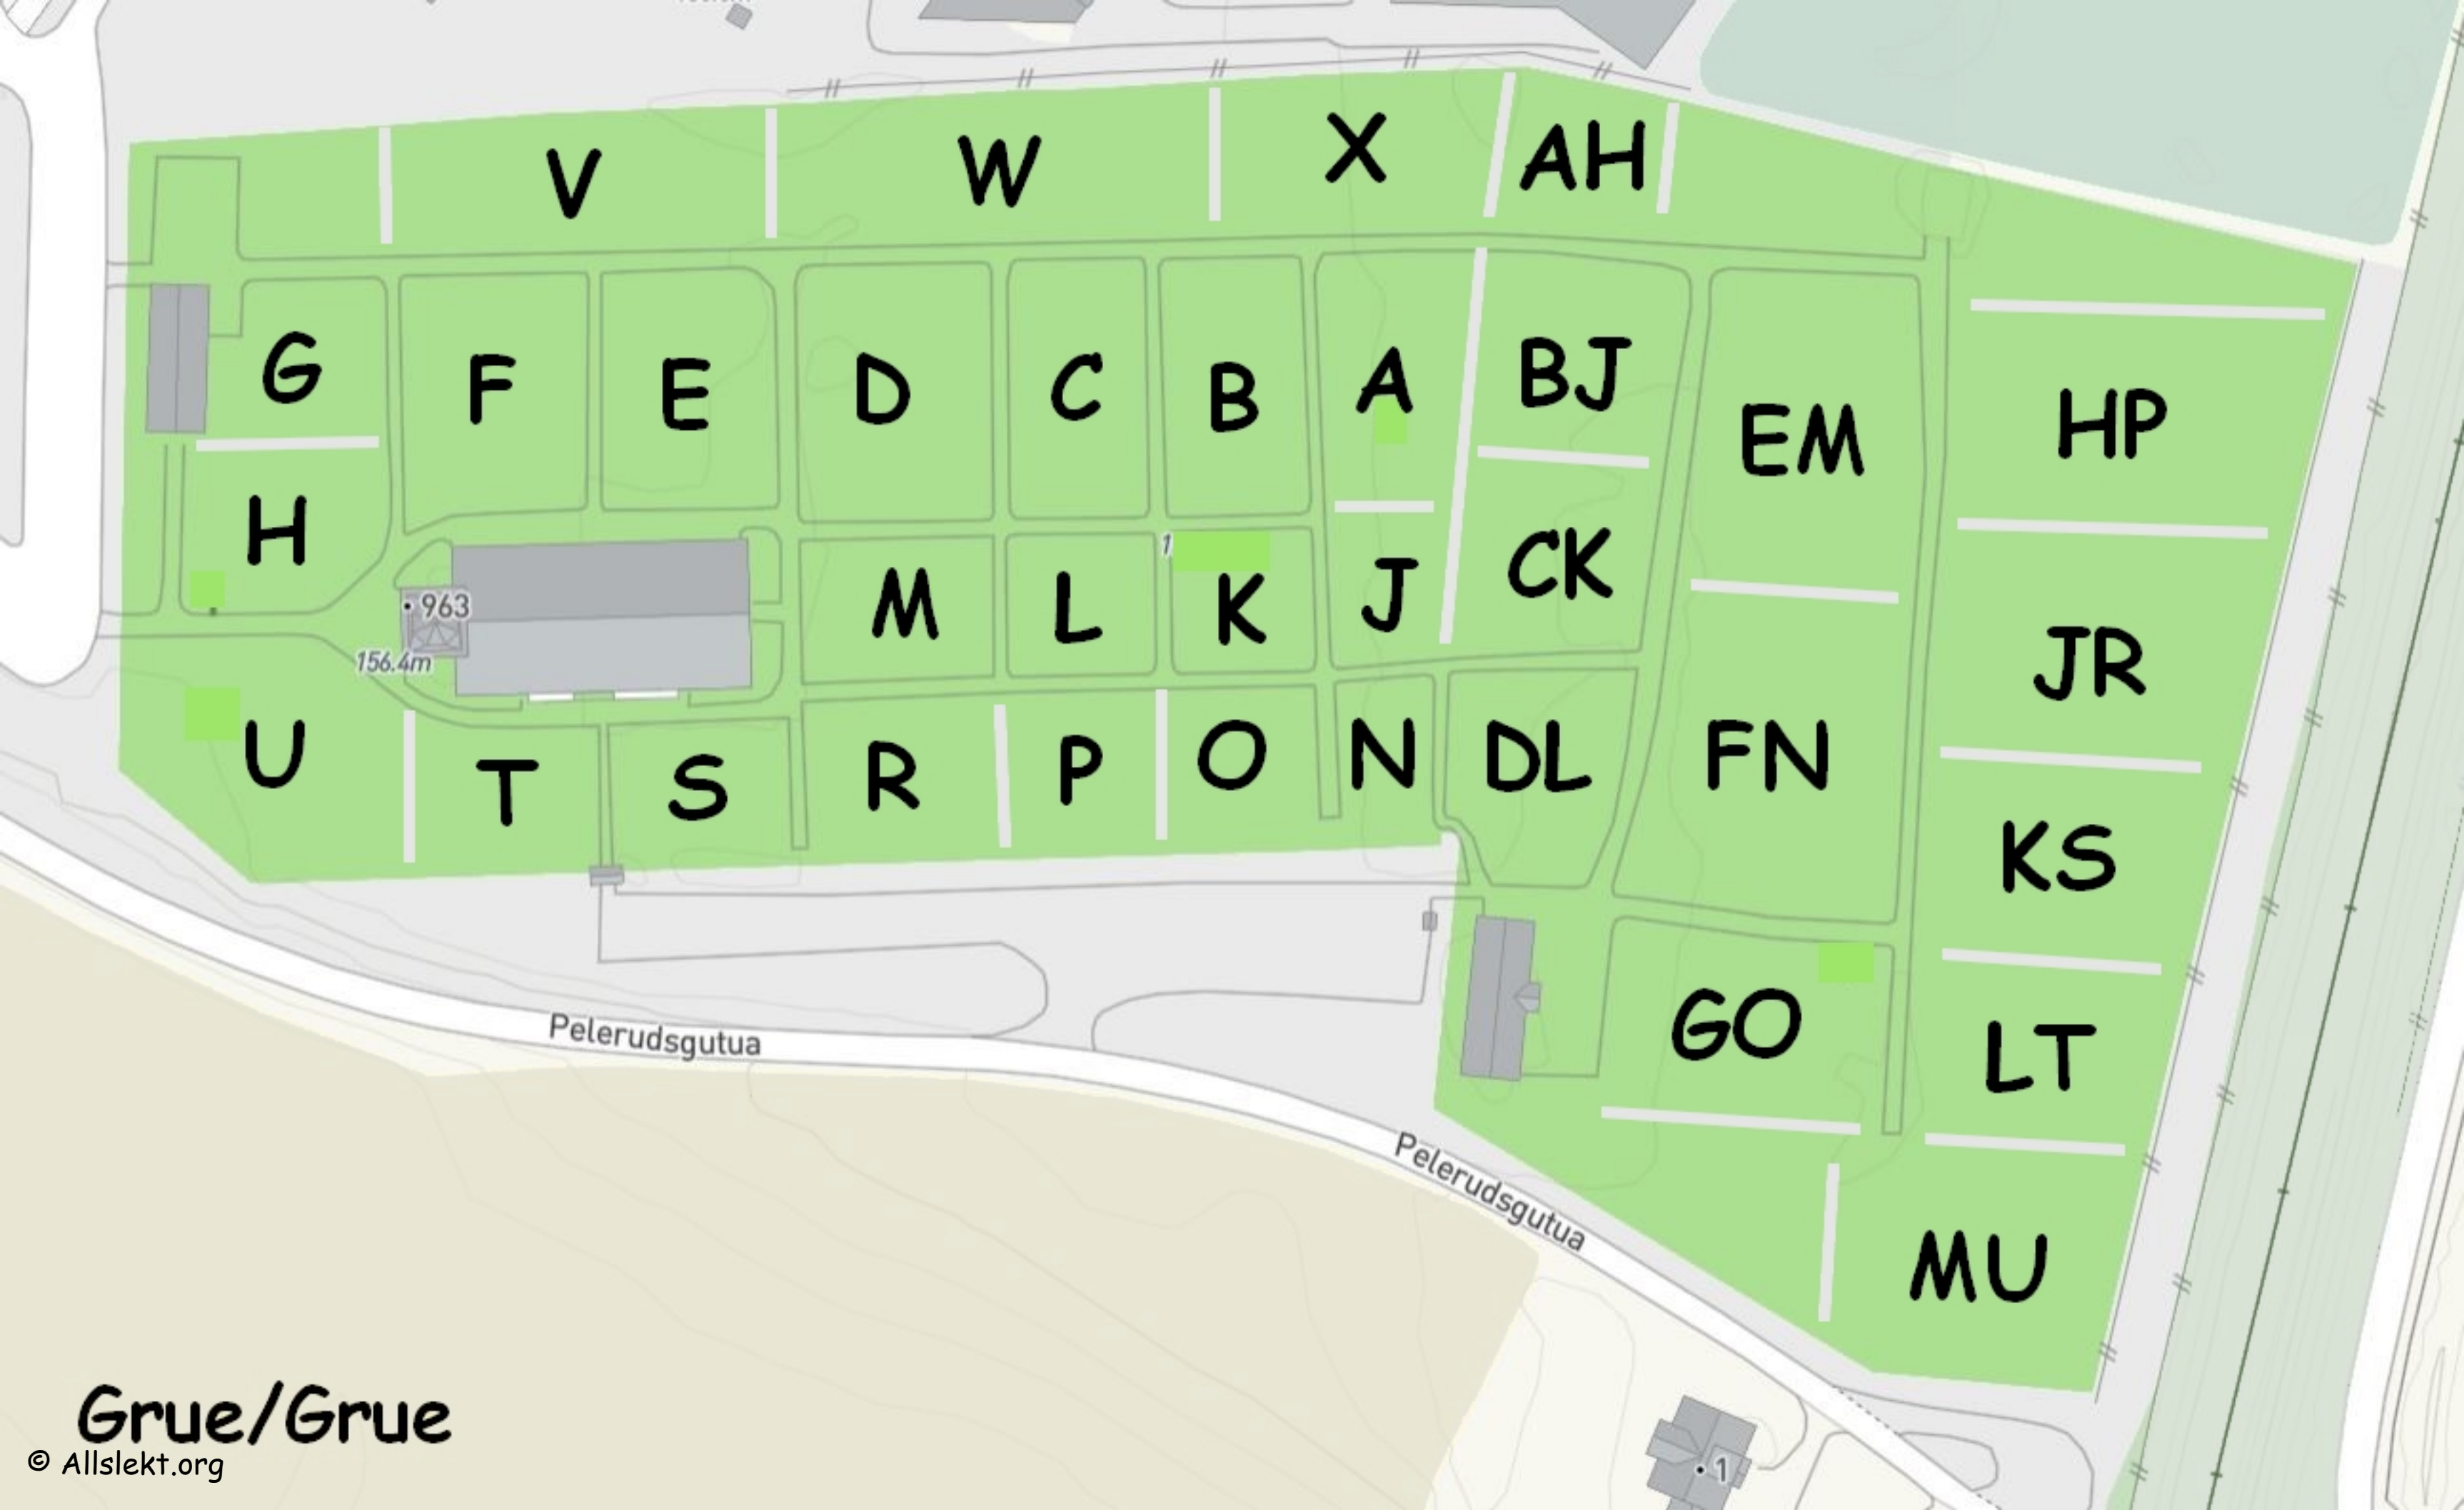 V
W
X
AH
G
F
E
D
C
B
A
BJ
EM
HP
H
M
L
1
K
J
CK
963
156.4m
JR
U
T
S
R
P
O
N
DL
FN
KS
GO
LT
Pelerudsgutua
Pelerudsgutua
MU
Grue/Grue
© Allslekt.org
1